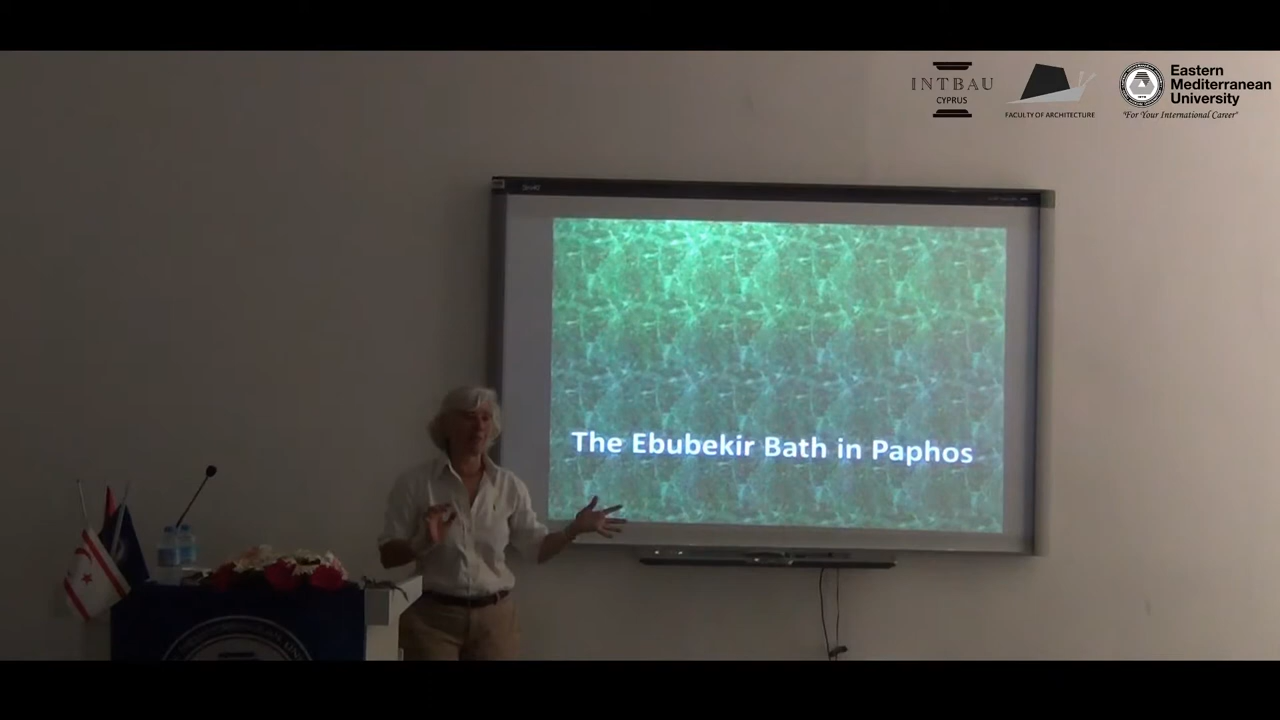 INTBAU
CYPRUS
FACULTY OF ARCHITECTURE
Eastern
Mediterranean
University
"For Your International Career"
The Ebubekir Bath in Paphos